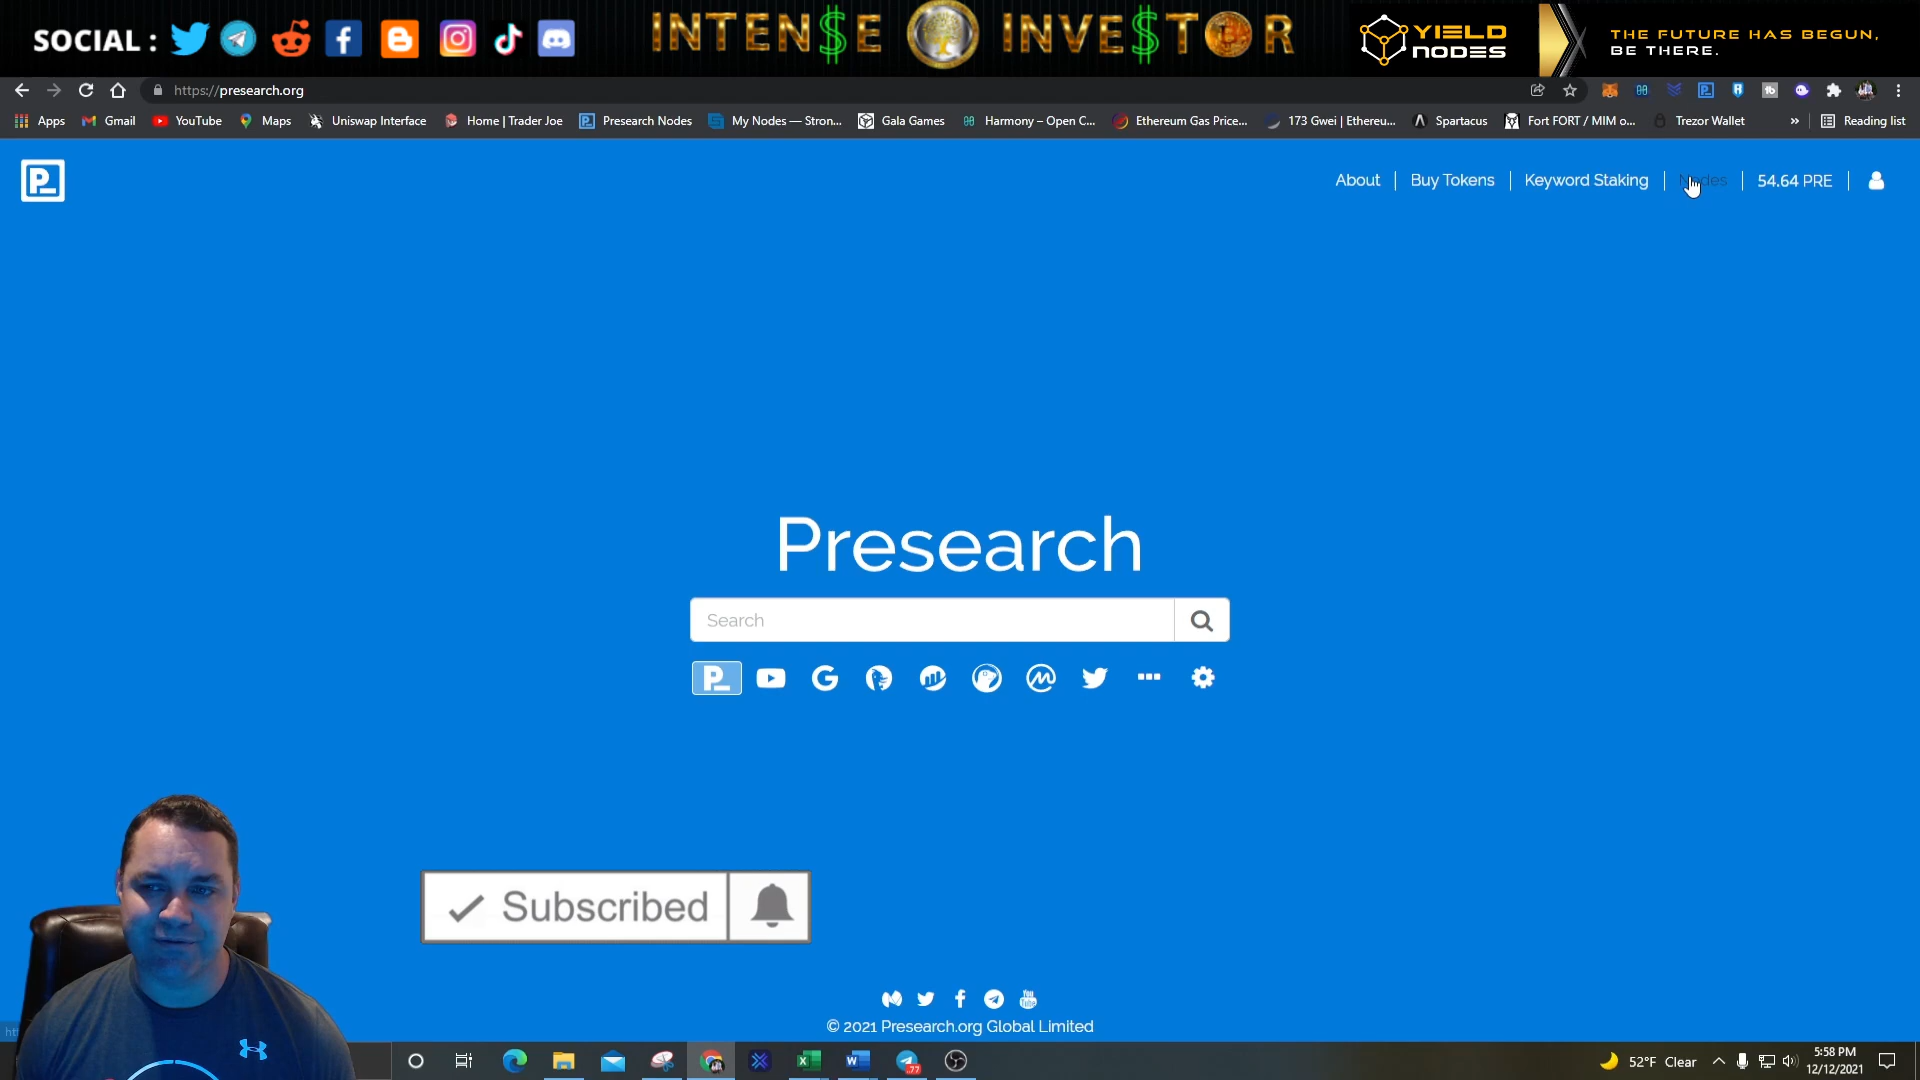 SOCIAL :
INTEN$E INVE$TOR
YIELD NODES
THE FUTURE HAS BEGUN,
BE THERE.
https://presearch.org
Apps
Gmail
YouTube
Maps
Uniswap Interface
Home | Trader Joe
Presearch Nodes
My Nodes — Stron...
Gala Games
Harmony – Open C...
Ethereum Gas Price...
173 Gwei | Ethereu...
Spartacus
Fort FORT / MIM o...
Trezor Wallet
»
Reading list
P_
About
Buy Tokens
Keyword Staking
Nodes
54.64 PRE
Presearch
Search
Subscribed
© 2021 Presearch.org Global Limited
52°F Clear
5:58 PM
12/12/2021